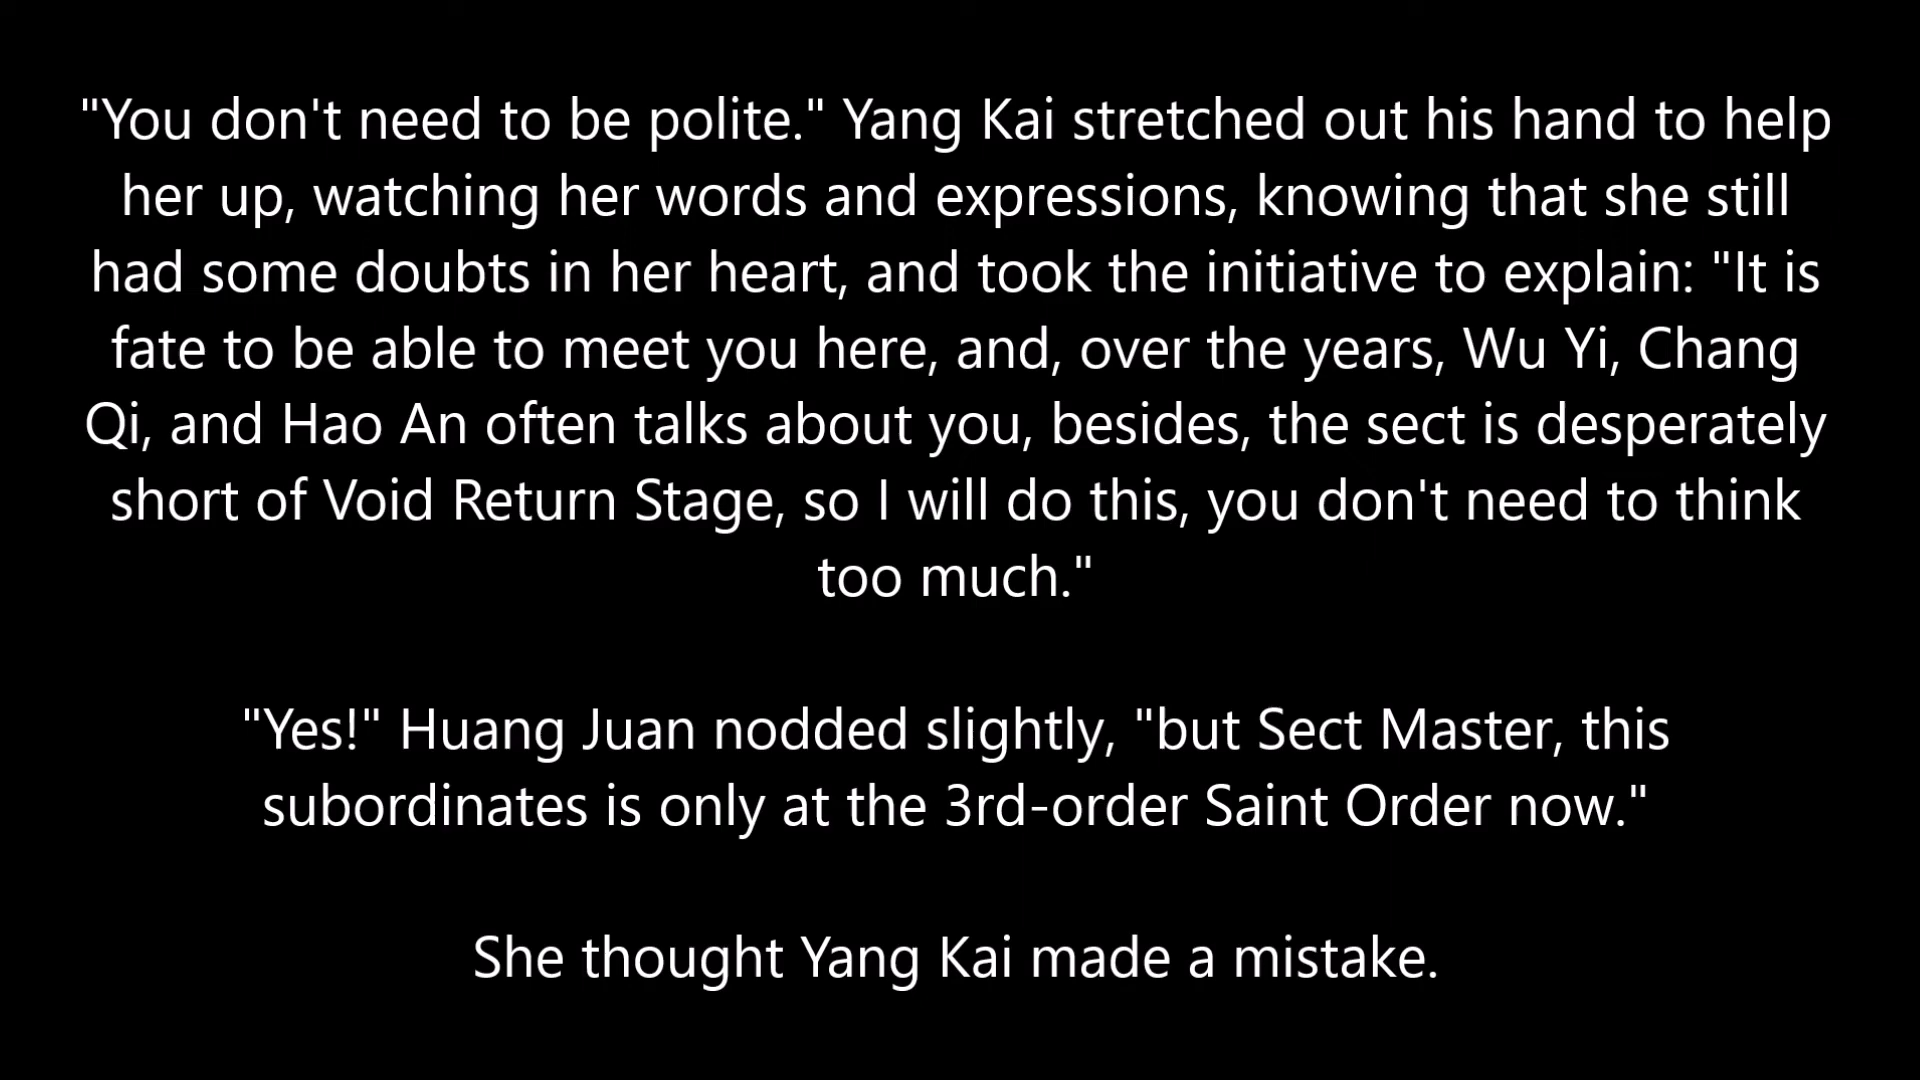 "You don't need to be polite." Yang Kai stretched out his hand to help
her up, watching her words and expressions, knowing that she still
had some doubts in her heart, and took the initiative to explain: "It is
fate to be able to meet you here, and, over the years, Wu Yi, Chang
Qi, and Hao An often talks about you, besides, the sect is desperately
short of Void Return Stage, so I will do this, you don't need to think
too much."
"Yes!" Huang Juan nodded slightly, "but Sect Master, this
subordinates is only at the 3rd-order Saint Order now."
She thought Yang Kai made a mistake.